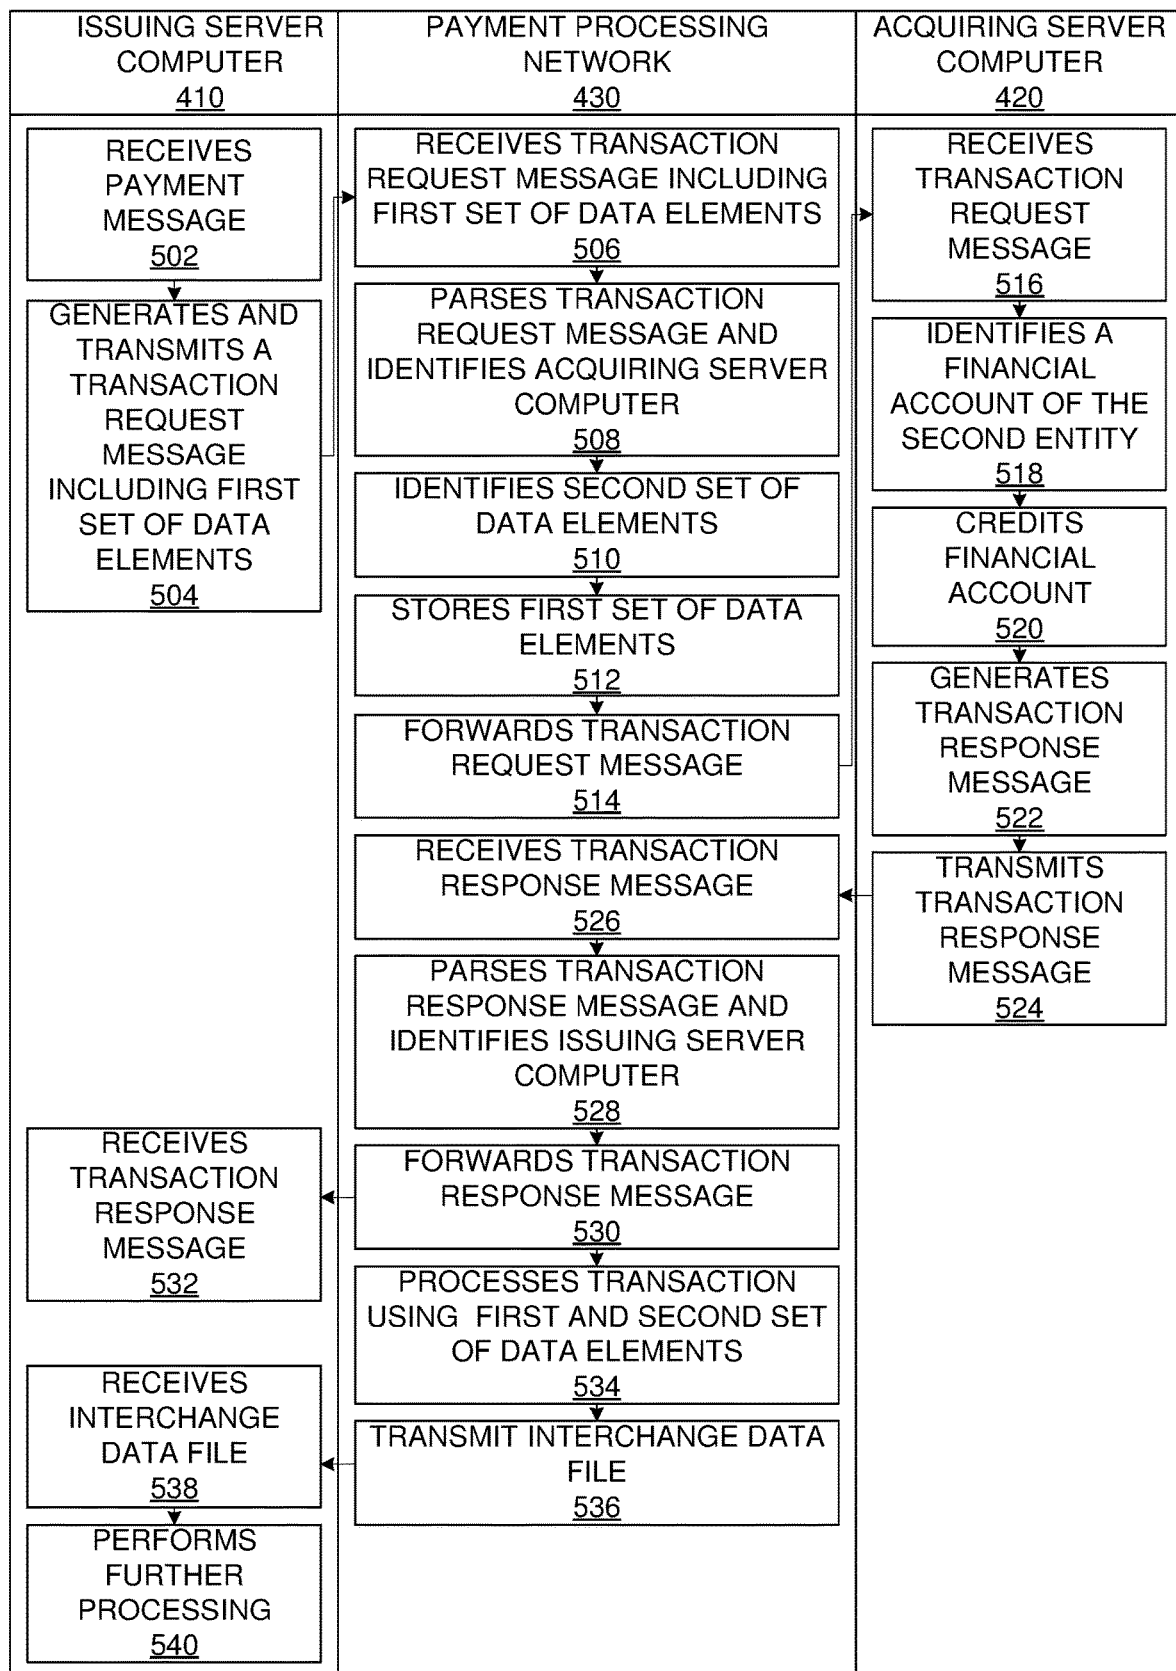 ISSUING SERVER
COMPUTER
410
PAYMENT PROCESSING
NETWORK
430
ACQUIRING SERVER
COMPUTER
420
RECEIVES
PAYMENT
MESSAGE
502
GENERATES AND
TRANSMITS A
TRANSACTION
REQUEST
MESSAGE
INCLUDING FIRST
SET OF DATA
ELEMENTS
504
RECEIVES TRANSACTION
REQUEST MESSAGE INCLUDING
FIRST SET OF DATA ELEMENTS
506
PARSES TRANSACTION
REQUEST MESSAGE AND
IDENTIFIES ACQUIRING SERVER
COMPUTER
508
IDENTIFIES SECOND SET OF
DATA ELEMENTS
510
STORES FIRST SET OF DATA
ELEMENTS
512
FORWARDS TRANSACTION
REQUEST MESSAGE
514
RECEIVES
TRANSACTION
REQUEST
MESSAGE
516
IDENTIFIES A
FINANCIAL
ACCOUNT OF THE
SECOND ENTITY
518
CREDITS
FINANCIAL
ACCOUNT
520
GENERATES
TRANSACTION
RESPONSE
MESSAGE
522
TRANSMITS
TRANSACTION
RESPONSE
MESSAGE
524
RECEIVES TRANSACTION
RESPONSE MESSAGE
526
PARSES TRANSACTION
RESPONSE MESSAGE AND
IDENTIFIES ISSUING SERVER
COMPUTER
528
FORWARDS TRANSACTION
RESPONSE MESSAGE
530
RECEIVES
TRANSACTION
RESPONSE
MESSAGE
532
PROCESSES TRANSACTION
USING FIRST AND SECOND SET
OF DATA ELEMENTS
534
TRANSMIT INTERCHANGE DATA
FILE
536
RECEIVES
INTERCHANGE
DATA FILE
538
PERFORMS
FURTHER
PROCESSING
540